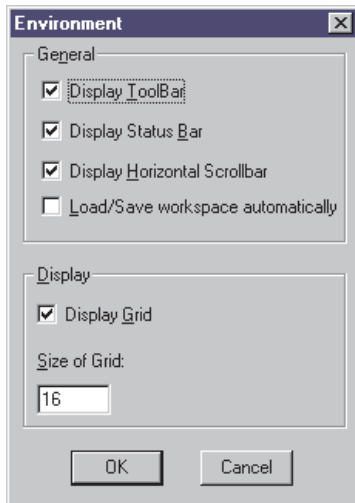 Environment
General
Display ToolBar
Display Status Bar
Display Horizontal Scrollbar
Load/Save workspace automatically
Display
Display Grid
Size of Grid:
16
OK Cancel